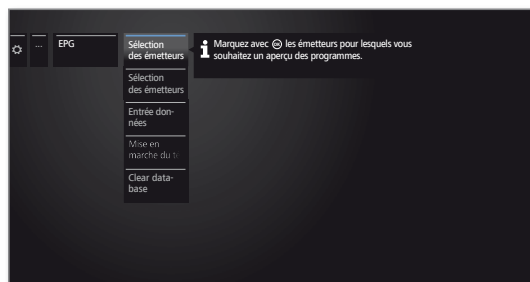 ...
EPG
Sélection
des émetteurs
Marquez avec OK les émetteurs pour lesquels vous
souhaitez un aperçu des programmes.
Sélection
des émetteurs
Entrée don-
nées
Mise en
marche du t
Clear data-
base